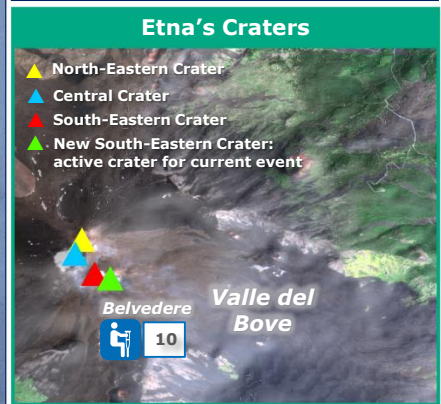 Etna's Craters
North-Eastern Crater
Central Crater
South-Eastern Crater
New South-Eastern Crater:
active crater for current event
Belvedere
10
Valle del
Bove